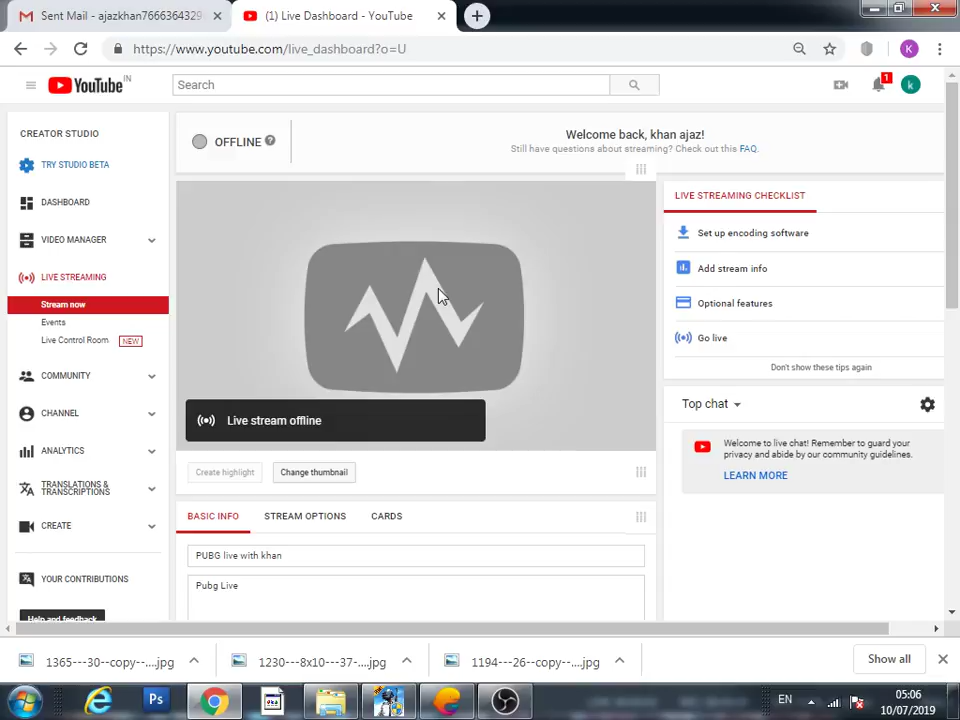 Sent Mail - ajazkhan7666364329
(1) Live Dashboard - YouTube
https://www.youtube.com/live_dashboard?o=U
K
YouTube IN
Search
1
k
CREATOR STUDIO
TRY STUDIO BETA
DASHBOARD
VIDEO MANAGER
LIVE STREAMING
Stream now
Events
Live Control Room NEW
COMMUNITY
CHANNEL
ANALYTICS
TRANSLATIONS &
TRANSCRIPTIONS
CREATE
YOUR CONTRIBUTIONS
Help and feedback
OFFLINE ?
Welcome back, khan ajaz!
Still have questions about streaming? Check out this FAQ.
Live stream offline
Create highlight
Change thumbnail
BASIC INFO
STREAM OPTIONS
CARDS
PUBG live with khan
Pubg Live
LIVE STREAMING CHECKLIST
Set up encoding software
Add stream info
Optional features
Go live
Don't show these tips again
Top chat
Welcome to live chat! Remember to guard your
privacy and abide by our community guidelines.
LEARN MORE
1365---30--copy--....jpg
1230---8x10---37-....jpg
1194---26--copy--....jpg
Show all
Ps
EN
05:06
10/07/2019